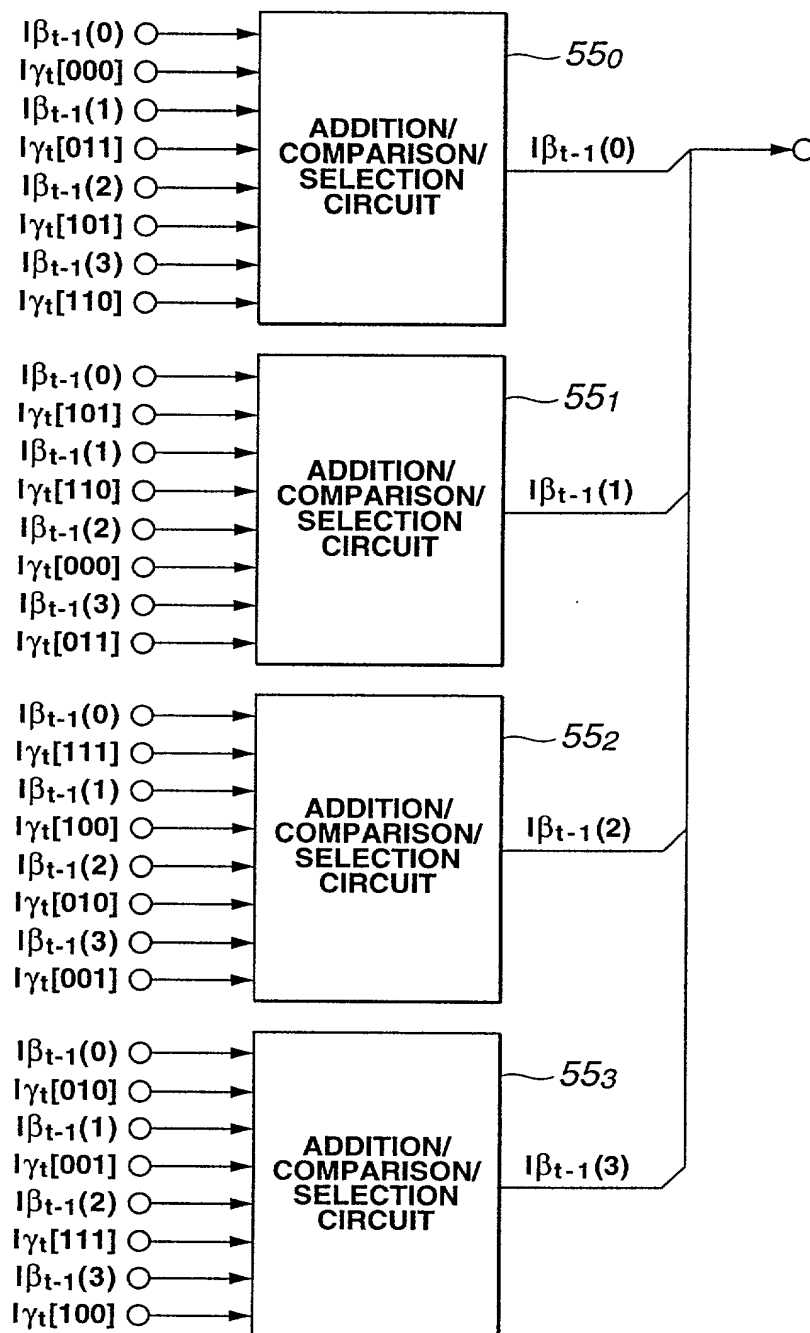 Iβt-1(0)
Iγt[000]
Iβt-1(1)
Iγt[011]
Iβt-1(2)
Iγt[101]
Iβt-1(3)
Iγt[110]
ADDITION/
COMPARISON/
SELECTION
CIRCUIT
550
Iβt-1(0)
Iβt-1(0)
Iγt[101]
Iβt-1(1)
Iγt[110]
Iβt-1(2)
Iγt[000]
Iβt-1(3)
Iγt[011]
ADDITION/
COMPARISON/
SELECTION
CIRCUIT
551
Iβt-1(1)
Iβt-1(0)
Iγt[111]
Iβt-1(1)
Iγt[100]
Iβt-1(2)
Iγt[010]
Iβt-1(3)
Iγt[001]
ADDITION/
COMPARISON/
SELECTION
CIRCUIT
552
Iβt-1(2)
Iβt-1(0)
Iγt[010]
Iβt-1(1)
Iγt[001]
Iβt-1(2)
Iγt[111]
Iβt-1(3)
Iγt[100]
ADDITION/
COMPARISON/
SELECTION
CIRCUIT
553
Iβt-1(3)